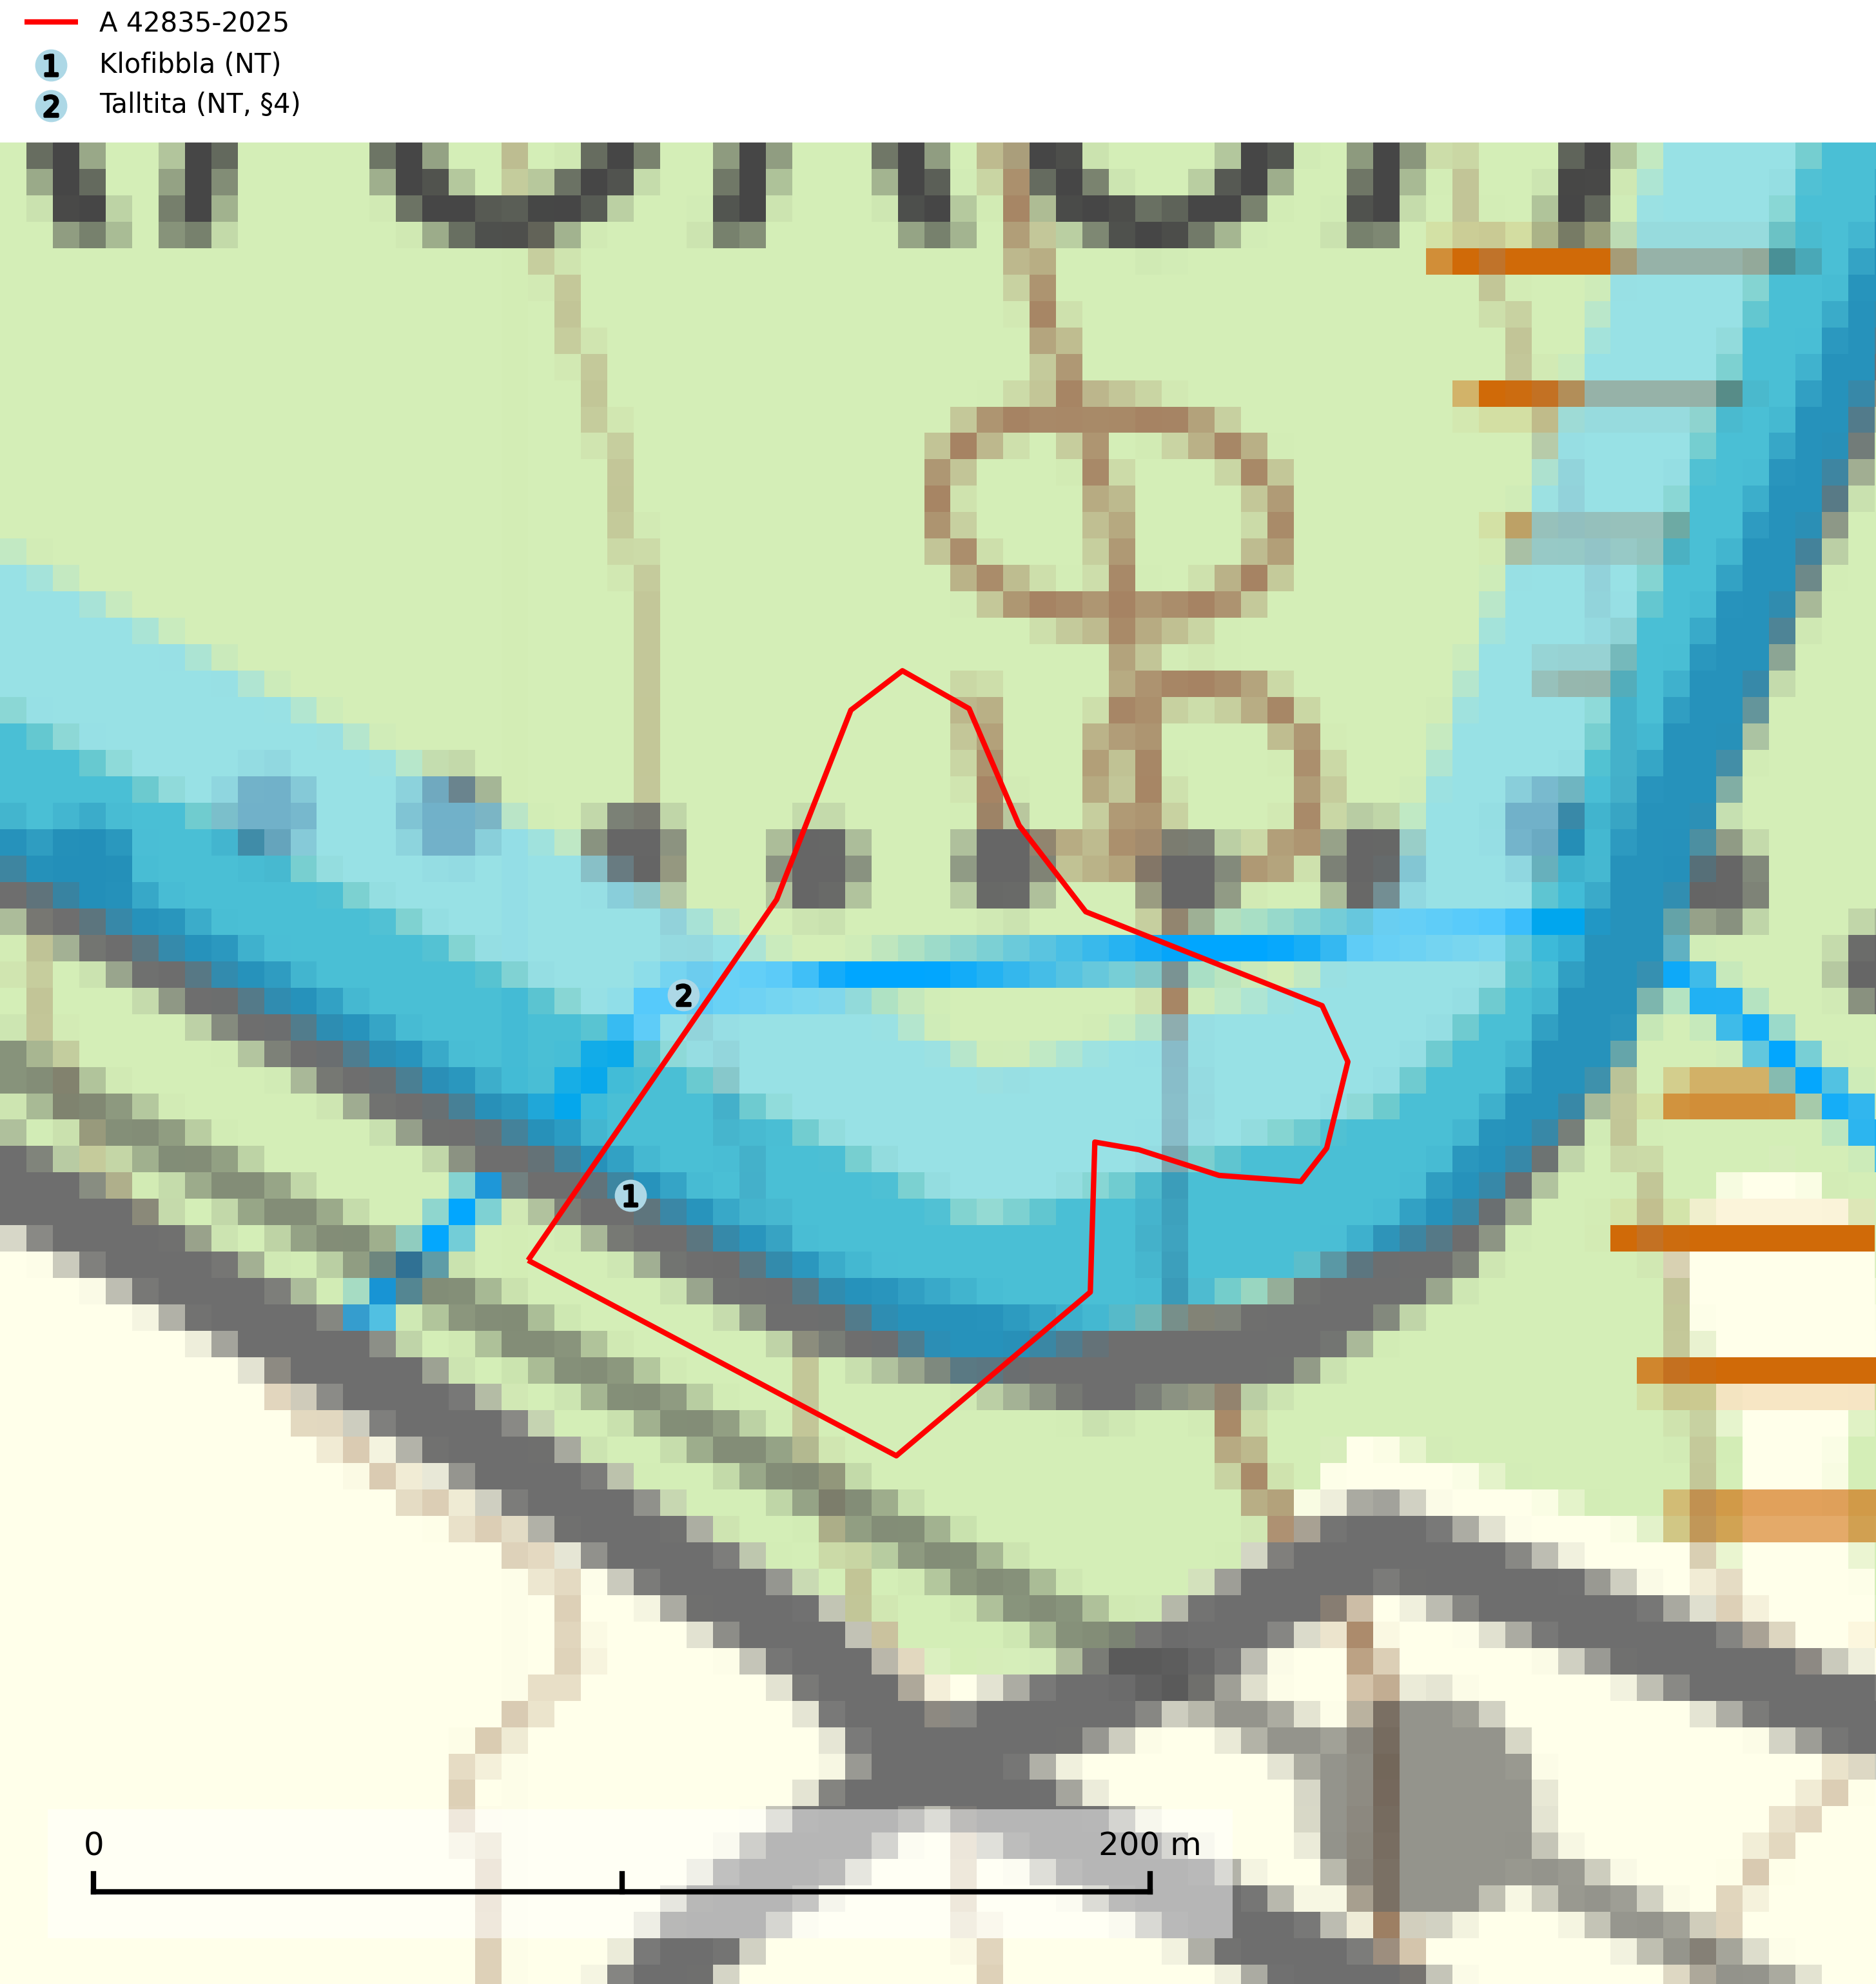 A 42835-2025
1 Klofibbla (NT)
2 Talltita (NT, §4)
2
1
0 200 m